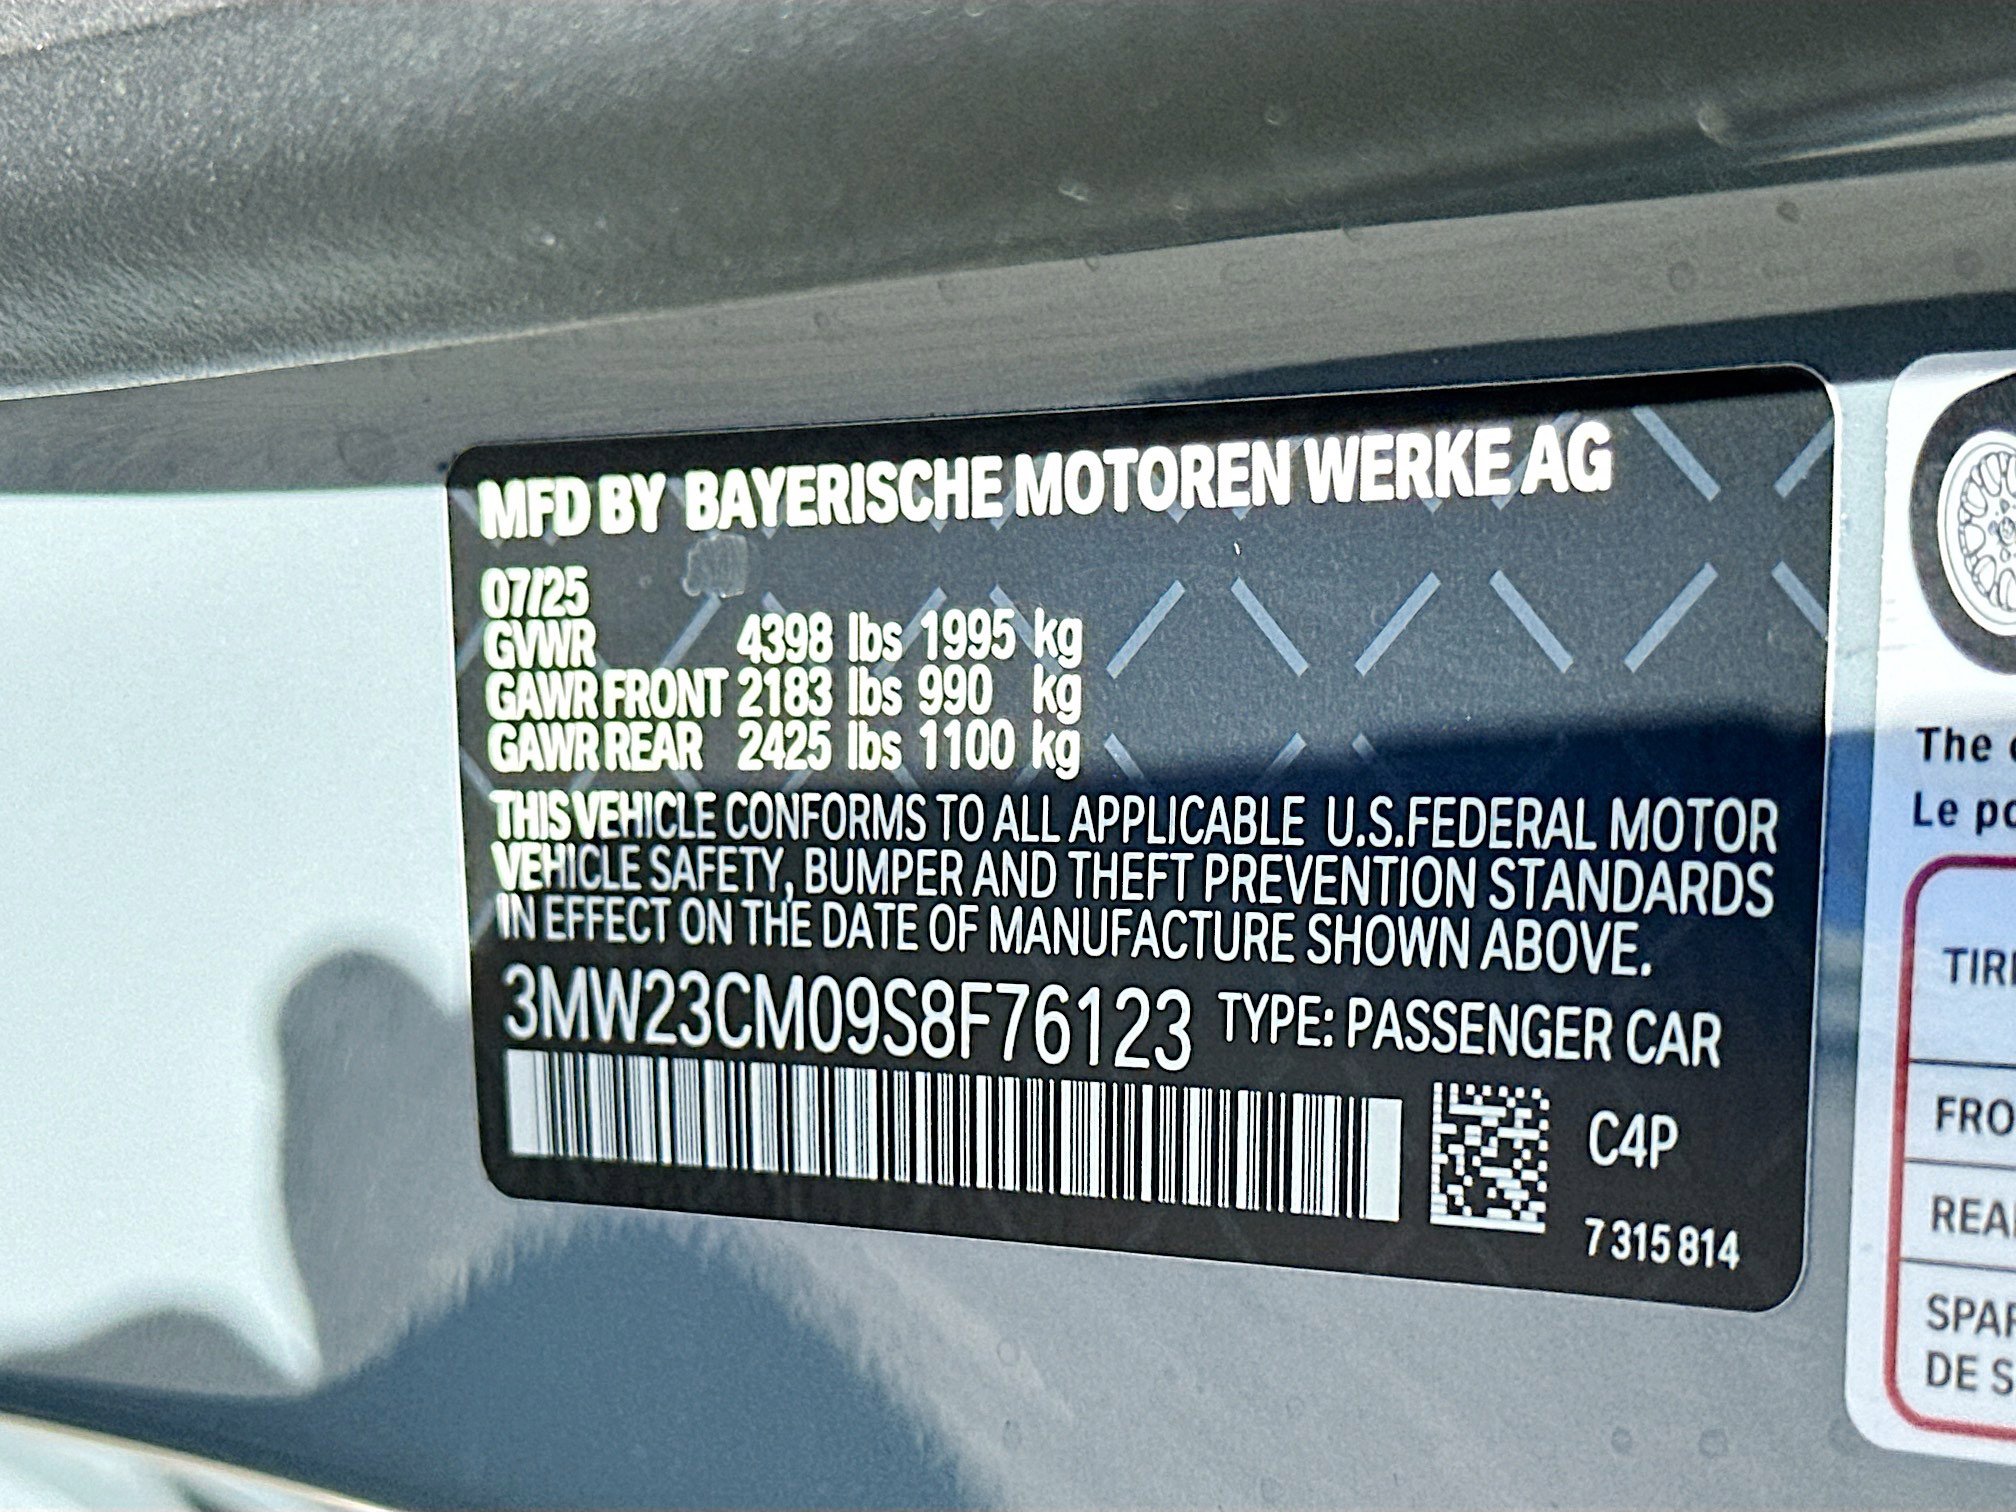 MFD BY BAYERISCHE MOTOREN WERKE AG
07/25
GVWR 4398 lbs 1995 kg
GAWR FRONT 2183 lbs 990 kg
GAWR REAR 2425 lbs 1100 kg
THIS VEHICLE CONFORMS TO ALL APPLICABLE U.S.FEDERAL MOTOR
VEHICLE SAFETY, BUMPER AND THEFT PREVENTION STANDARDS
IN EFFECT ON THE DATE OF MANUFACTURE SHOWN ABOVE.
3MW23CM09S8F76123 TYPE: PASSENGER CAR
C4P
7 315 814
The
Le
DE